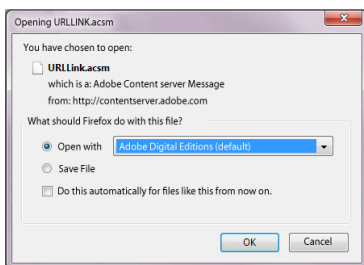 Opening URLLINK.acsm
You have chosen to open:
URLLink.acsm
which is a: Adobe Content server Message
from: http://contentserver.adobe.com
What should Firefox do with this file?
Open with Adobe Digital Editions (default)
Save File
Do this automatically for files like this from now on.
OK Cancel